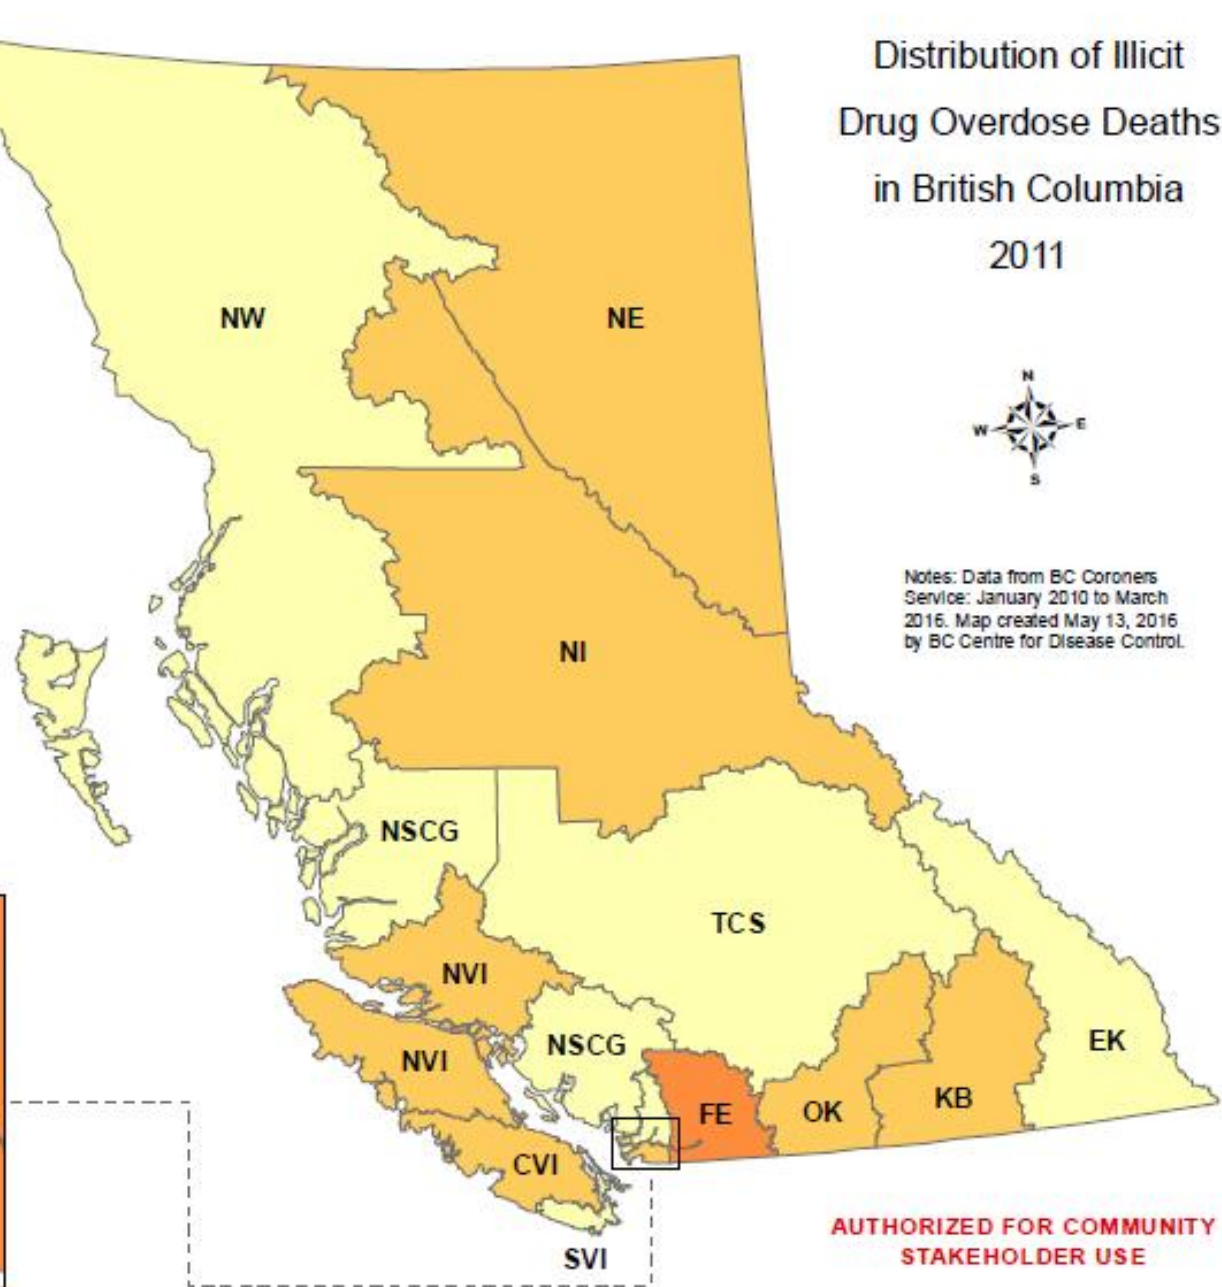 Distribution of Illicit
Drug Overdose Deaths
in British Columbia
2011
NW
NE
N
W
E
S
Notes: Data from BC Coroners
Service: January 2010 to March
2016. Map created May 13, 2016
by BC Centre for Disease Control.
NI
NSCG
TCS
NVI
NSCG
EK
NVI
FE
OK
KB
CVI
SVI
AUTHORIZED FOR COMMUNITY
STAKEHOLDER USE